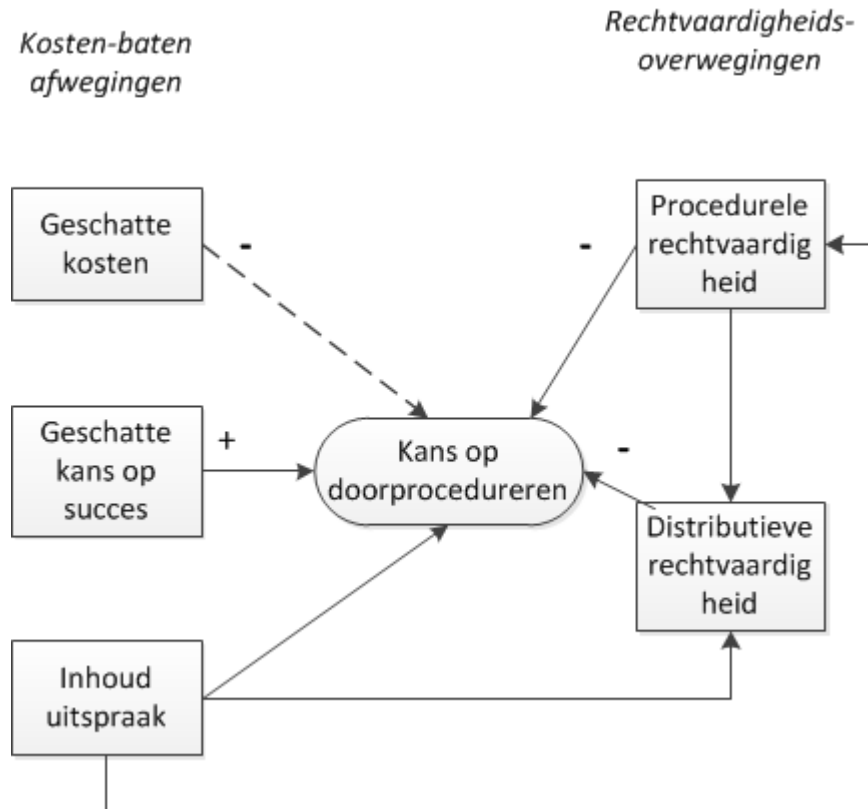 Kosten-baten
afwegingen
Rechtvaardigheids-
overwegingen
Geschatte
kosten
-
-
Procedurele
rechtvaardig
heid
Geschatte
kans op
succes
+
Kans op
doorprocedureren
-
Distributieve
rechtvaardig
heid
Inhoud
uitspraak